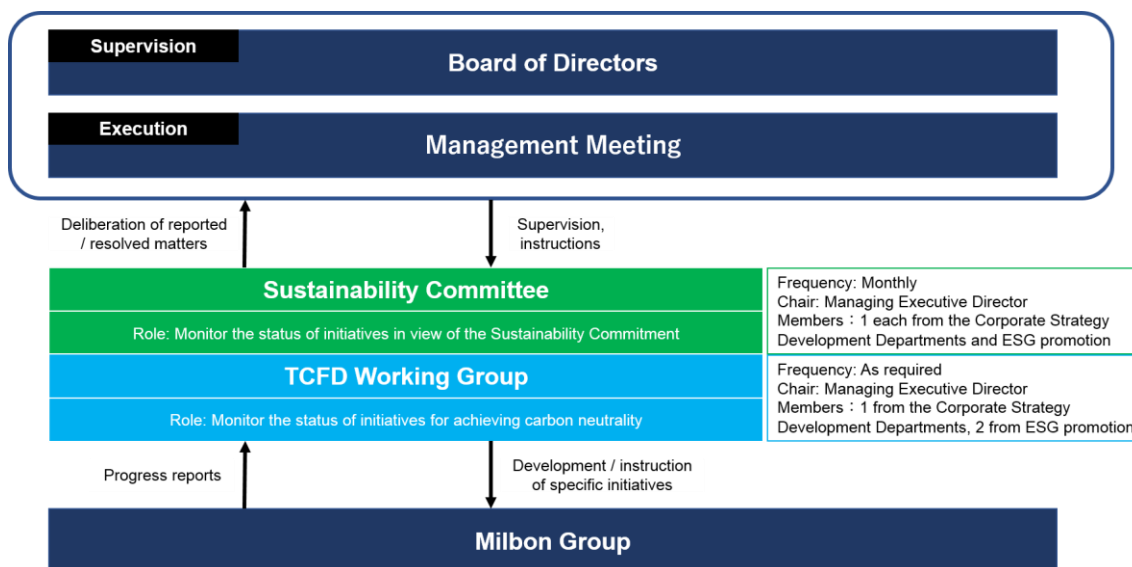 Supervision
Board of Directors
Execution
Management Meeting
Deliberation of reported
/ resolved matters
Supervision,
instructions
Sustainability Committee
Role: Monitor the status of initiatives in view of the Sustainability Commitment
Frequency: Monthly
Chair: Managing Executive Director
Members：1 each from the Corporate Strategy
Development Departments and ESG promotion
TCFD Working Group
Role: Monitor the status of initiatives for achieving carbon neutrality
Frequency: As required
Chair: Managing Executive Director
Members：1 from the Corporate Strategy
Development Departments, 2 from ESG promotion
Progress reports
Development / instruction
of specific initiatives
Milbon Group